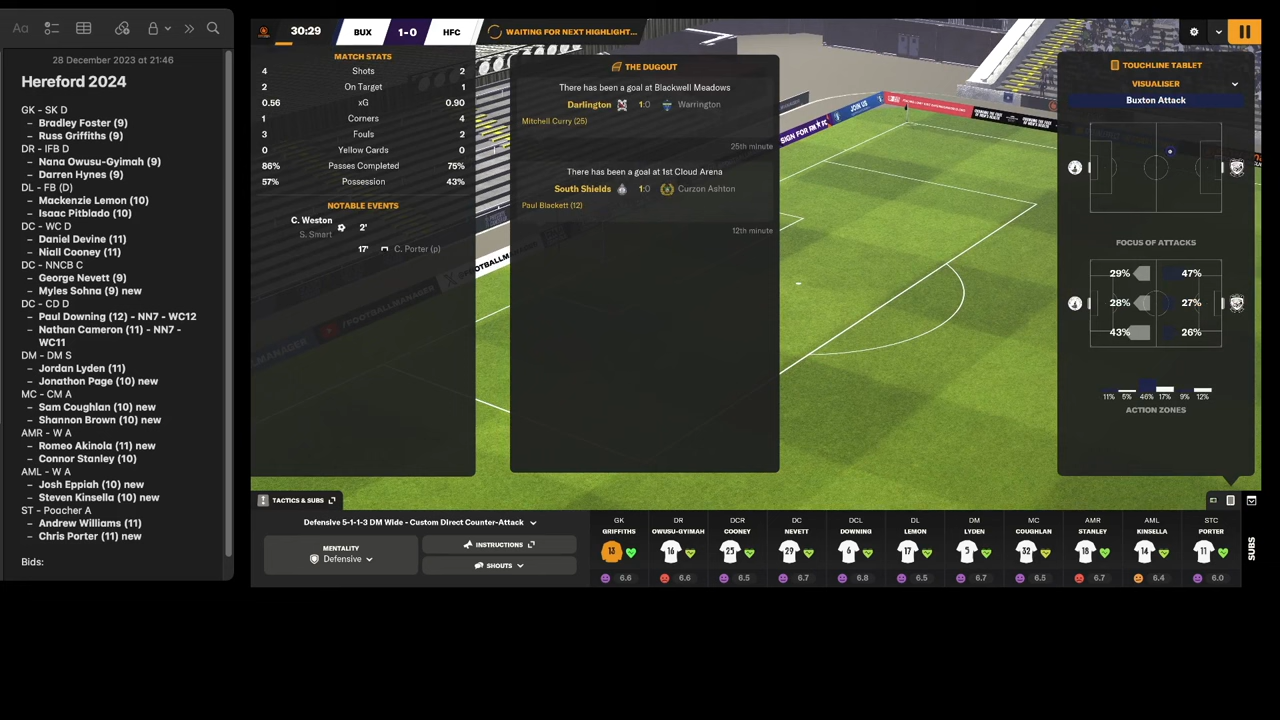 Aa
28 December 2023 at 21:46
Hereford 2024
GK - SK D
– Bradley Foster (9)
– Russ Griffiths (9)
DR - IFB D
– Nana Owusu-Gyimah (9)
– Darren Hynes (9)
DL - FB (D)
– Mackenzie Lemon (10)
– Isaac Pitblado (10)
DC - WC D
– Daniel Devine (11)
– Niall Cooney (11)
DC - NNCB C
– George Nevett (9)
– Myles Sohna (9) new
DC - CD D
– Paul Downing (12) - NN7 - WC12
– Nathan Cameron (11) - NN7 -
WC11
DM - DM S
– Jordan Lyden (11)
– Jonathon Page (10) new
MC - CM A
– Sam Coughlan (10) new
– Shannon Brown (10) new
AMR - W A
– Romeo Akinola (11) new
– Connor Stanley (10)
AML - W A
– Josh Eppiah (10) new
– Steven Kinsella (10) new
ST - Poacher A
– Andrew Williams (11)
– Chris Porter (11) new
Bids:
30:29 BUX 1-0 HFC WAITING FOR NEXT HIGHLIGHT...
MATCH STATS
4 Shots 2
2 On Target 1
0.56 xG 0.90
1 Corners 4
3 Fouls 2
0 Yellow Cards 0
86% Passes Completed 75%
57% Possession 43%
NOTABLE EVENTS
C. Weston 2'
S. Smart
17' C. Porter (p)
THE DUGOUT
There has been a goal at Blackwell Meadows
Darlington 1:0 Warrington
Mitchell Curry (25)
25th minute
There has been a goal at 1st Cloud Arena
South Shields 1:0 Curzon Ashton
Paul Blackett (12)
12th minute
SIGN FOR FM
JOIN US
TOUCHLINE TABLET
VISUALISER
Buxton Attack
FOCUS OF ATTACKS
29% 47%
28% 27%
43% 26%
11% 5% 46% 17% 9% 12%
ACTION ZONES
TACTICS & SUBS
Defensive 5-1-1-3 DM Wide - Custom Direct Counter-Attack
MENTALITY
Defensive
INSTRUCTIONS
SHOUTS
GK DR DCR DC DCL DL DM MC AMR AML STC
GRIFFITHS OWUSU-GYIMAH COONEY NEVETT DOWNING LEMON LYDEN COUGHLAN STANLEY KINSELLA PORTER
13 16 25 29 6 17 5 32 18 14 11
6.6 6.6 6.5 6.7 6.8 6.5 6.7 6.5 6.7 6.4 6.0
SUBS